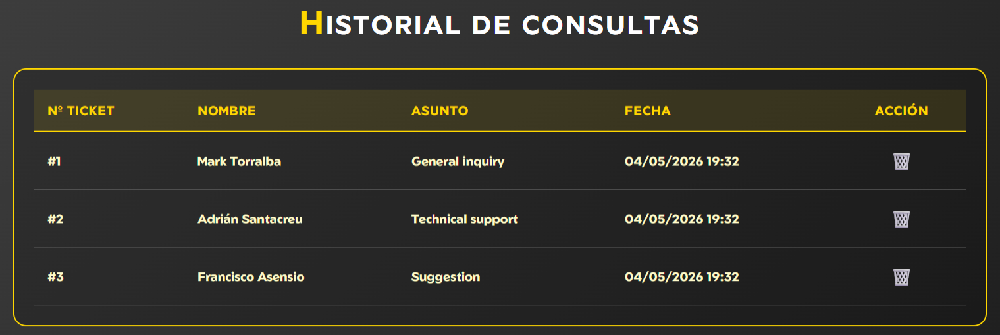 HISTORIAL DE CONSULTAS
Nº TICKET NOMBRE ASUNTO FECHA ACCIÓN
#1 Mark Torralba General inquiry 04/05/2026 19:32
#2 Adrián Santacreu Technical support 04/05/2026 19:32
#3 Francisco Asensio Suggestion 04/05/2026 19:32